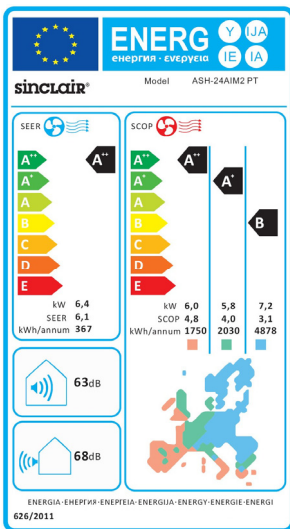 ENERG Y IJA
енергия · ενεργεια IE IA
sinclair®
Model ASH-24AIM2 PT
SEER
SCOP
A++ A++
A+
A
B
C
D
E
kW 6,4
SEER 6,1
kWh/annum 367
A++ A++
A+ A+
A
B B
C
D
E
kW 6,0 5,8 7,2
SCOP 4,8 4,0 3,1
kWh/annum 1750 2030 4878
63dB
68dB
ENERGIA·ЕНЕРГИЯ·ΕΝΕΡΓΕΙΑ·ENERGIJA·ENERGY·ENERGIE·ENERGI
626/2011